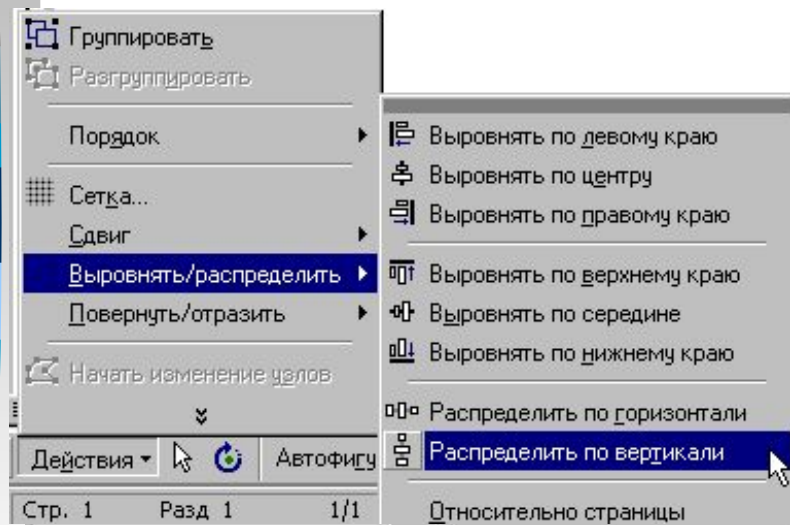 Группировать
Разгруппировать
Порядок
Сетка...
Сдвиг
Выровнять/распределить
Повернуть/отразить
Начать изменение узлов
Действия
Автофигу
Стр. 1 Разд 1 1/1
Выровнять по левому краю
Выровнять по центру
Выровнять по правому краю
Выровнять по верхнему краю
Выровнять по середине
Выровнять по нижнему краю
Распределить по горизонтали
Распределить по вертикали
Относительно страницы